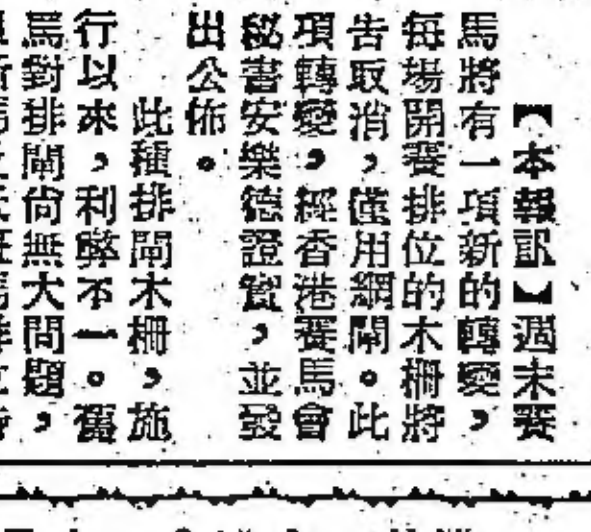 【本報訊】週末賽
馬將有一項新的轉變，
每塲開賽排位的木柵將
告取消，僅用網閘。此
項轉變，經香港賽馬會
秘書安樂德證實，並發
出公佈。
此種排閘木柵，施
行以來，利弊不一。舊
馬對排閘尙無大問題，